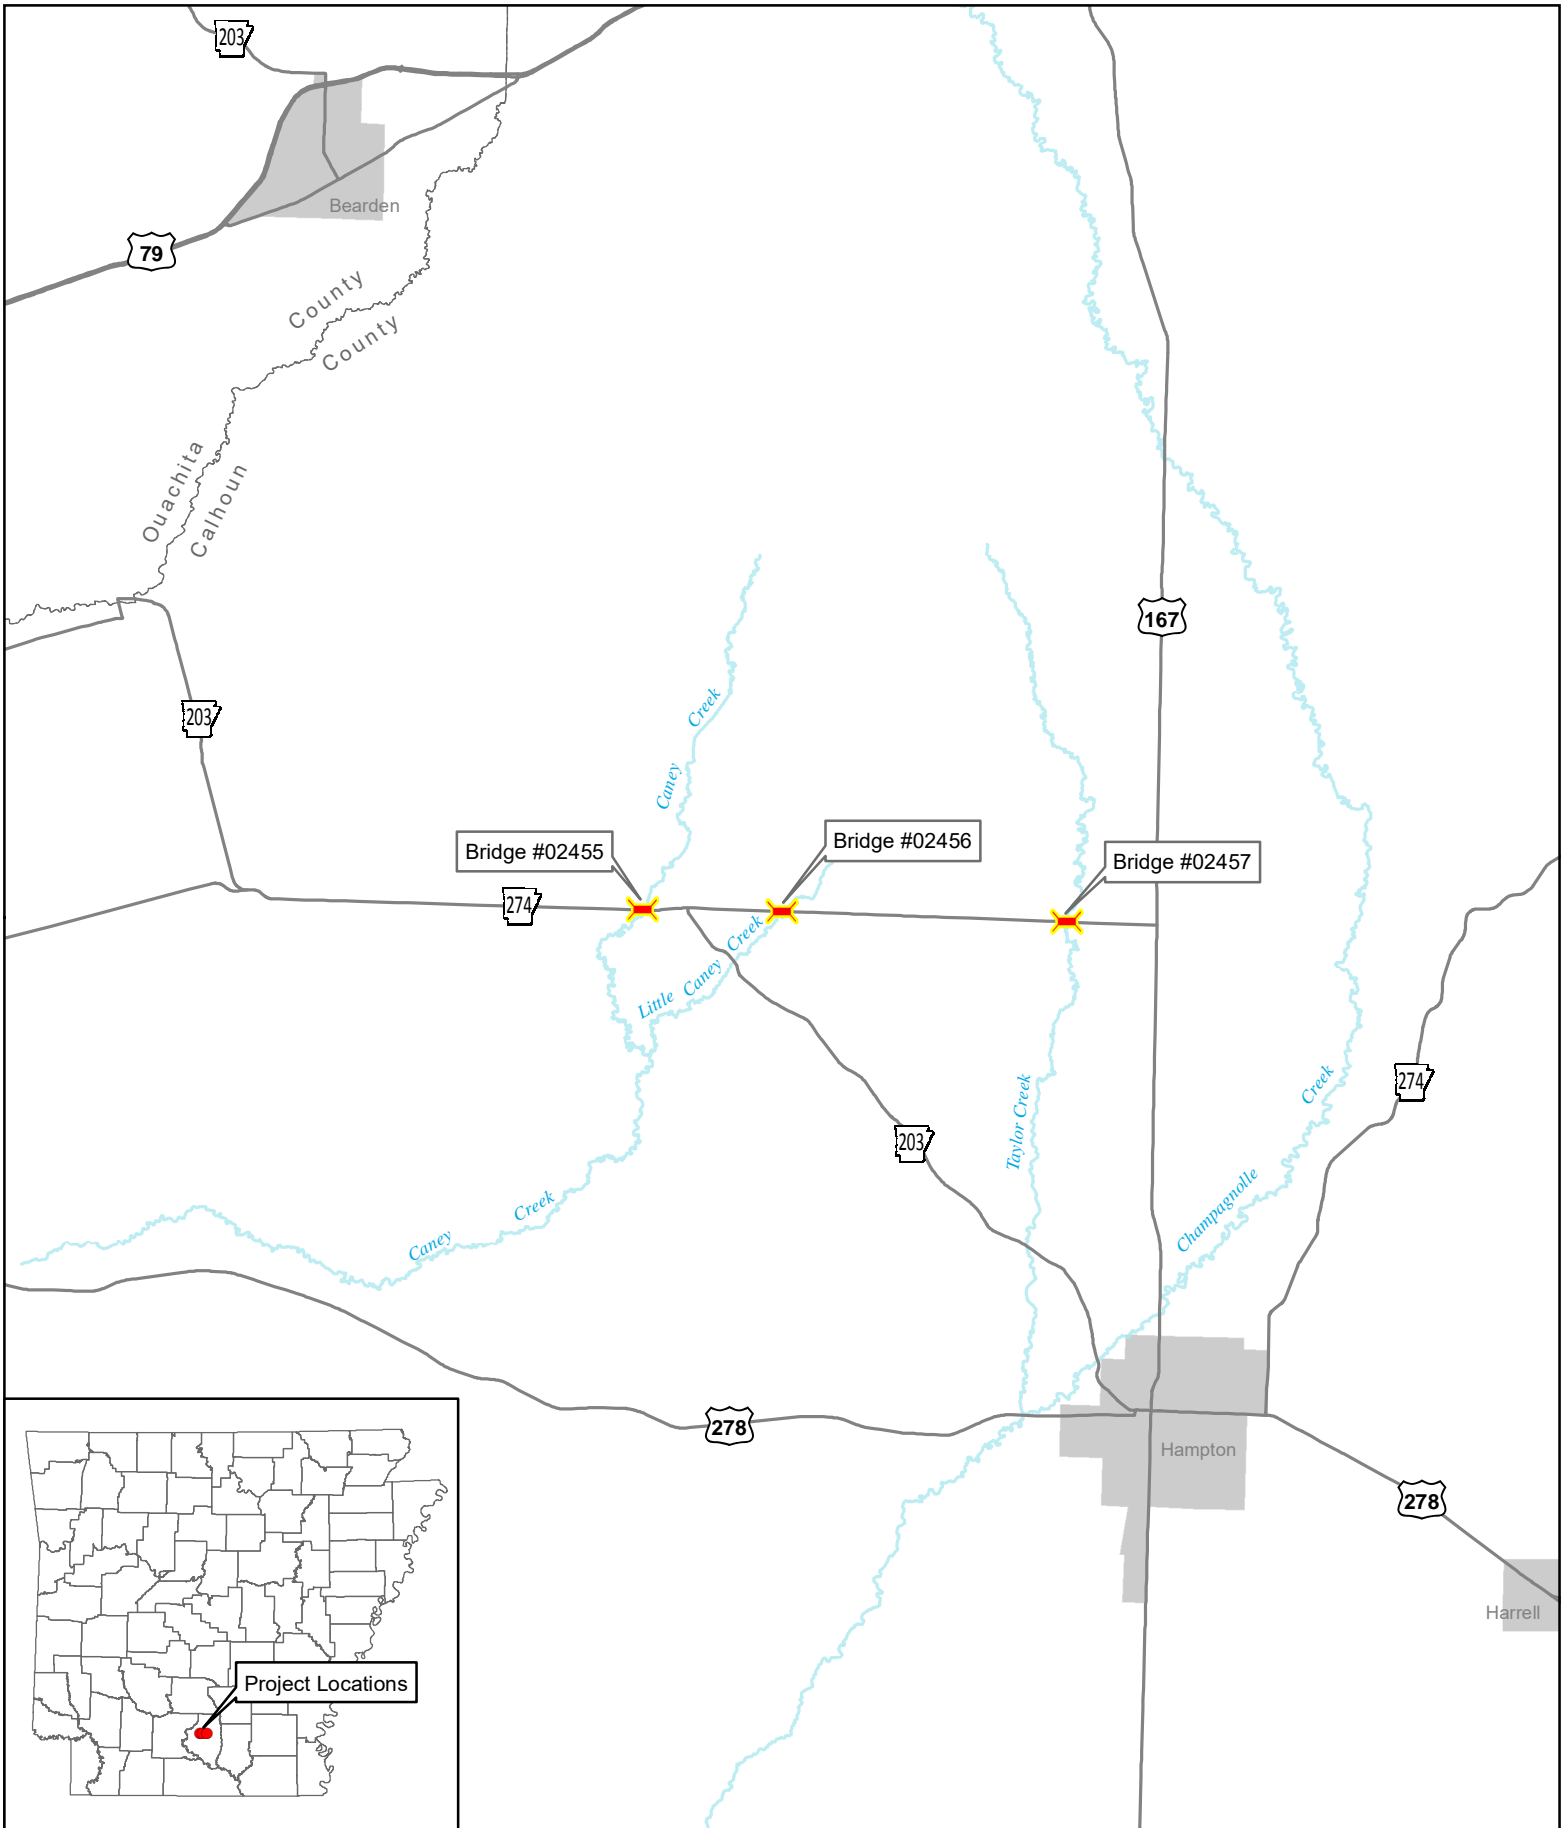 203
Bearden
79
County
County
Ouachita
Calhoun
167
203
Creek
Caney
Bridge #02455
Bridge #02456
Bridge #02457
274
Creek
Caney
Little
274
Creek
Taylor Creek
203
Champagnolle
Creek
Caney
278
Hampton
278
Harrell
Project Locations